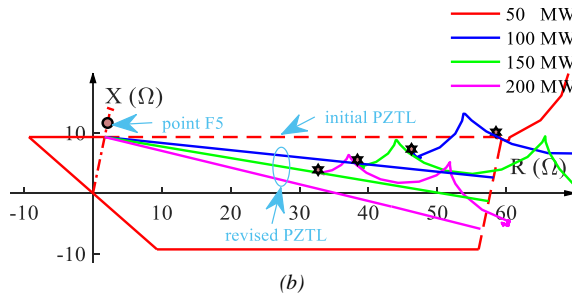 50 MW
100 MW
150 MW
200 MW
X (Ω)
point F5
initial PZTL
10
R (Ω)
-10
10
20
30
40
50
60
revised PZTL
-10
(b)